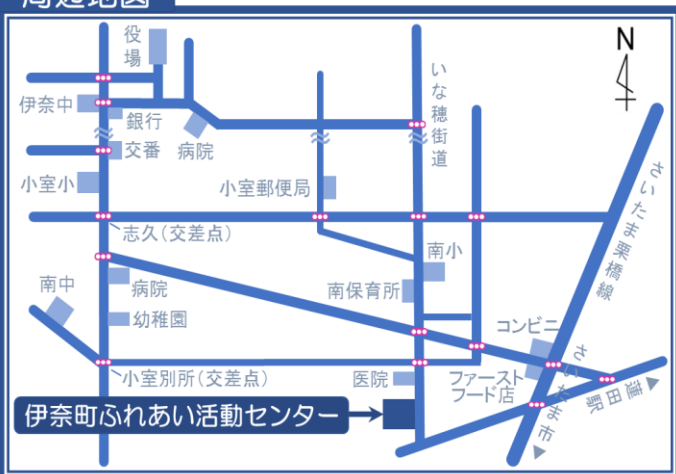 周辺地図
役場
N
いな穂街道
伊奈中
銀行
交番
病院
さいたま栗橋線
小室小
小室郵便局
志久(交差点)
南小
南中
病院
南保育所
幼稚園
コンビニ
小室別所(交差点)
医院
ファースト
フード店
さいたま市
蓮田駅
伊奈町ふれあい活動センター